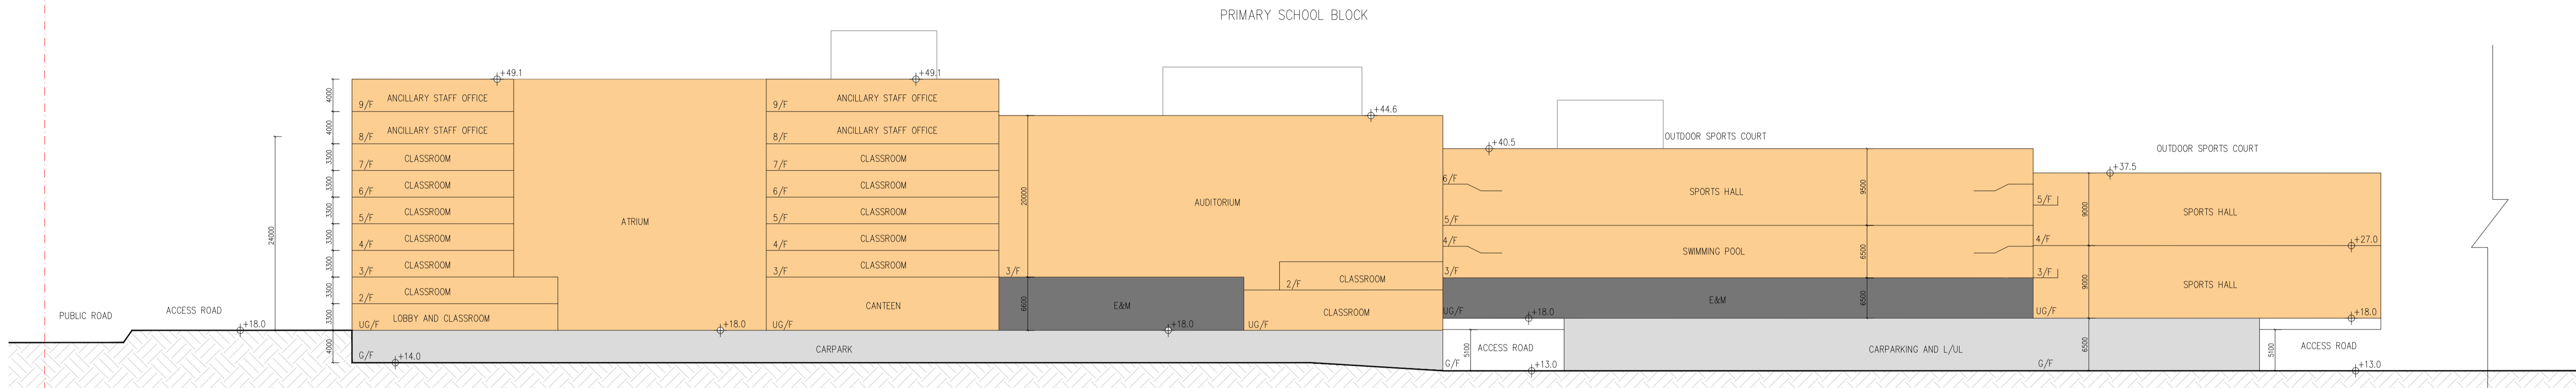 PRIMARY SCHOOL BLOCK
PUBLIC ROAD
ACCESS ROAD
+18.0
24000
4000
4000
3300
3300
3300
3300
3300
3300
3300
4000
+49.1
9/F ANCILLARY STAFF OFFICE
8/F ANCILLARY STAFF OFFICE
7/F CLASSROOM
6/F CLASSROOM
5/F CLASSROOM
4/F CLASSROOM
3/F CLASSROOM
2/F CLASSROOM
UG/F LOBBY AND CLASSROOM
G/F
+14.0
ATRIUM
+18.0
+49.1
9/F ANCILLARY STAFF OFFICE
8/F ANCILLARY STAFF OFFICE
7/F CLASSROOM
6/F CLASSROOM
5/F CLASSROOM
4/F CLASSROOM
3/F CLASSROOM
UG/F CANTEEN
CARPARK
+44.6
20000
AUDITORIUM
3/F
6600
E&M
+18.0
2/F CLASSROOM
UG/F CLASSROOM
+40.5
OUTDOOR SPORTS COURT
6/F
SPORTS HALL
9500
5/F
4/F
SWIMMING POOL
6500
3/F
E&M
6500
UG/F
+18.0
5100
ACCESS ROAD
G/F
+13.0
CARPARKING AND L/UL
OUTDOOR SPORTS COURT
+37.5
5/F
9000
SPORTS HALL
4/F
+27.0
3/F
9000
SPORTS HALL
UG/F
+18.0
6500
G/F
5100
ACCESS ROAD
+13.0